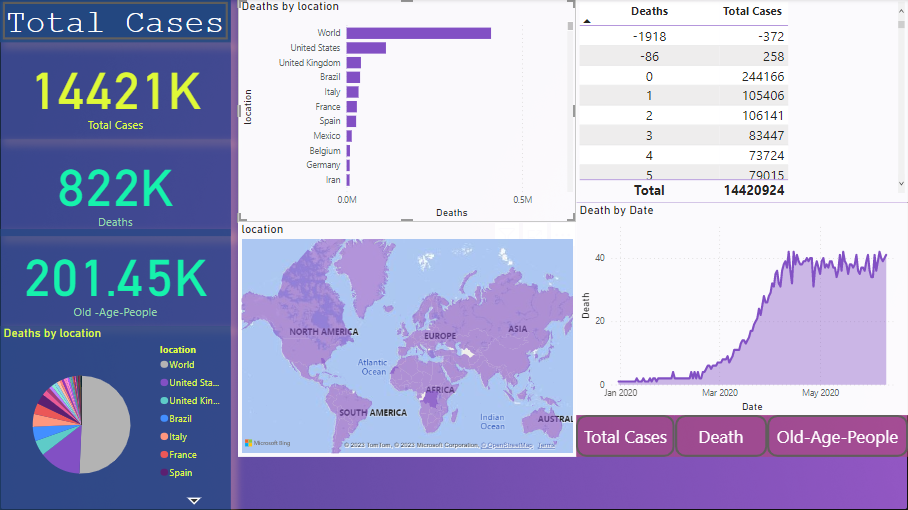 Total Cases
14421K
Total Cases
822K
Deaths
201.45K
Old -Age-People
Deaths by location
location
World
United Sta...
United Kin...
Brazil
Italy
France
Spain
Deaths by location
location
World
United States
United Kingdom
Brazil
Italy
France
Spain
Mexico
Belgium
Germany
Iran
0.0M 0.5M
Deaths
location
NORTH AMERICA
EUROPE
ASIA
Atlantic
Ocean
AFRICA
SOUTH AMERICA
Indian
Ocean
AUSTRAL
Microsoft Bing
© 2023 TomTom, © 2023 Microsoft Corporation, © OpenStreetMap Terms
Deaths Total Cases
-1918 -372
-86 258
0 244166
1 105406
2 106141
3 83447
4 73724
5 79015
Total 14420924
Death by Date
Death
40
20
0
Jan 2020 Mar 2020 May 2020
Date
Total Cases Death Old-Age-People